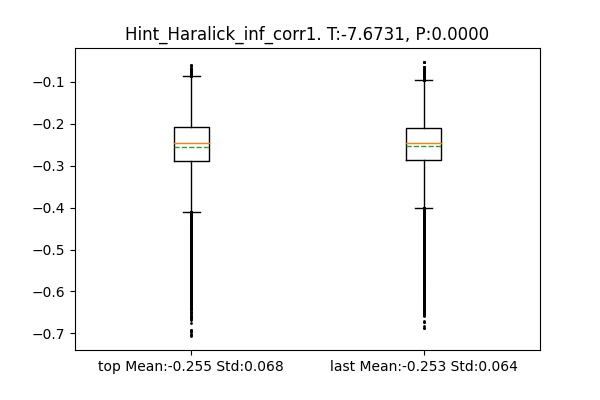 Hint_Haralick_inf_corr1. T:-7.6731, P:0.0000
−0.1
−0.2
−0.3
−0.4
−0.5
−0.6
−0.7
top Mean:-0.255 Std:0.068
last Mean:-0.253 Std:0.064